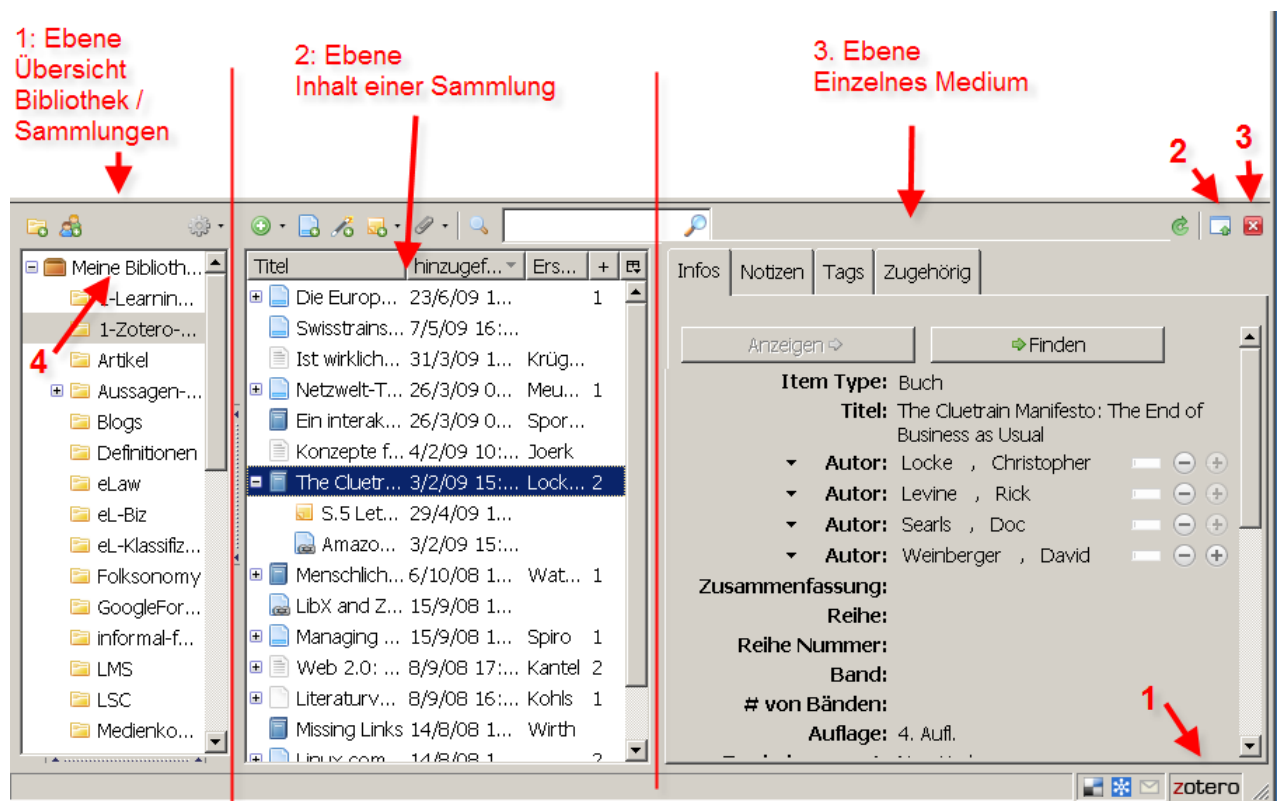 1: Ebene
Übersicht
Bibliothek /
Sammlungen
2: Ebene
Inhalt einer Sammlung
3. Ebene
Einzelnes Medium
2
3
Meine Biblioth...
1-Learnin...
1-Zotero-...
4
Artikel
Aussagen-...
Blogs
Definitionen
eLaw
eL-Biz
eL-Klassifiz...
Folksonomy
GoogleFor...
informal-f...
LMS
LSC
Medienko...
Titel hinzugef... Ers... +
Die Europ... 23/6/09 1... 1
Swisstrains... 7/5/09 16:...
Ist wirklich... 31/3/09 1... Krüg...
Netzwelt-T... 26/3/09 0... Meu... 1
Ein interak... 26/3/09 0... Spor...
Konzepte f... 4/2/09 10:... Joerk
The Cluetr... 3/2/09 15:... Lock... 2
S.5 Let... 29/4/09 1...
Amazo... 3/2/09 15:...
Menschlich... 6/10/08 1... Wat... 1
LibX and Z... 15/9/08 1...
Managing ... 15/9/08 1... Spiro 1
Web 2.0: ... 8/9/08 17:... Kantel 2
Literaturv... 8/9/08 16:... Kohls 1
Missing Links 14/8/08 1... Wirth
Infos Notizen Tags Zugehörig
Anzeigen Finden
Item Type: Buch
Titel: The Cluetrain Manifesto: The End of
Business as Usual
Autor: Locke , Christopher
Autor: Levine , Rick
Autor: Searls , Doc
Autor: Weinberger , David
Zusammenfassung:
Reihe:
Reihe Nummer:
Band:
# von Bänden:
Auflage: 4. Aufl.
1
zotero